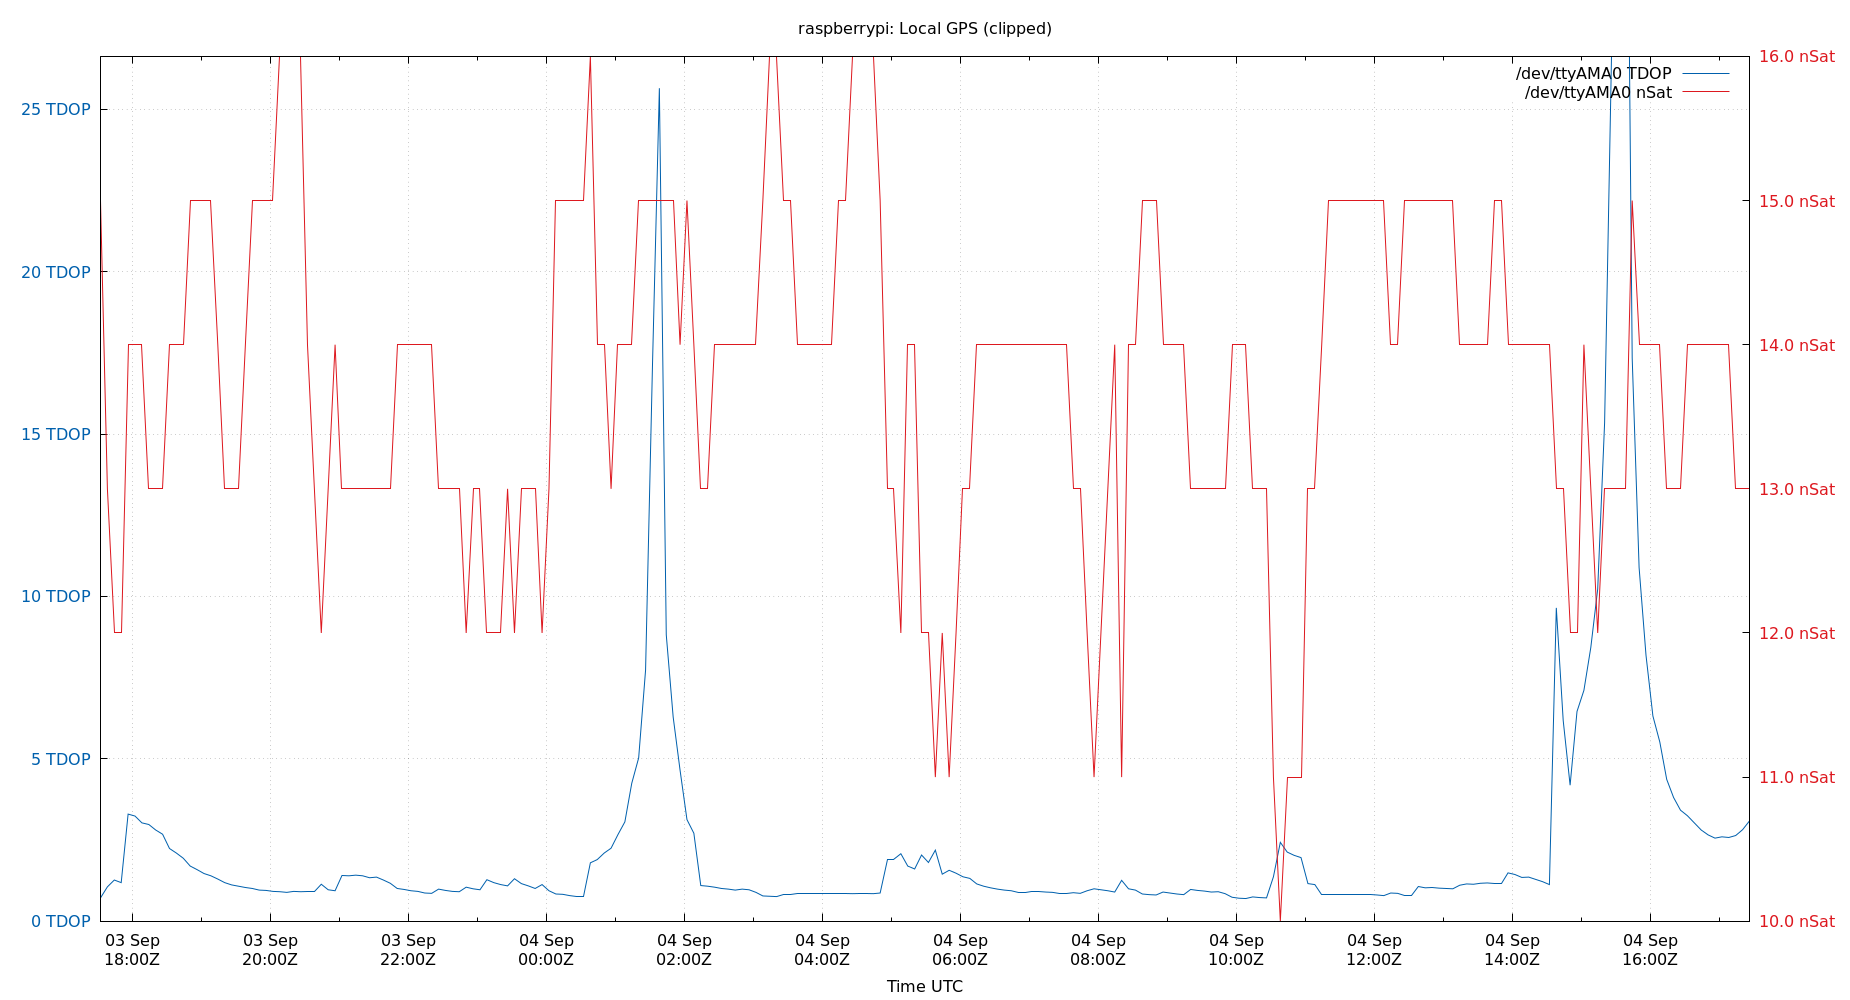 raspberrypi: Local GPS (clipped)
/dev/ttyAMA0 TDOP
/dev/ttyAMA0 nSat
25 TDOP
20 TDOP
15 TDOP
10 TDOP
5 TDOP
0 TDOP
16.0 nSat
15.0 nSat
14.0 nSat
13.0 nSat
12.0 nSat
11.0 nSat
10.0 nSat
03 Sep 03 Sep 03 Sep 04 Sep 04 Sep 04 Sep 04 Sep 04 Sep 04 Sep 04 Sep 04 Sep 04 Sep
18:00Z 20:00Z 22:00Z 00:00Z 02:00Z 04:00Z 06:00Z 08:00Z 10:00Z 12:00Z 14:00Z 16:00Z
Time UTC